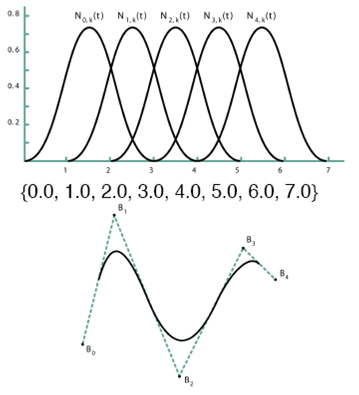 0.8
N0,k(t) N1,k(t) N2,k(t) N3,k(t) N4,k(t)
0.6
0.4
0.2
1 2 3 4 5 6 7
{0.0, 1.0, 2.0, 3.0, 4.0, 5.0, 6.0, 7.0}
B1
B3
B4
B0
B2